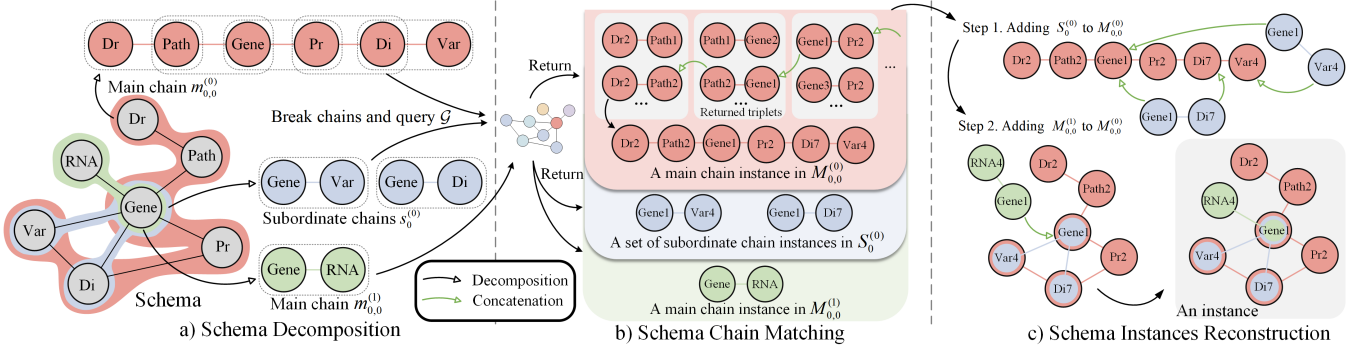 Dr
Path
Gene
Pr
Di
Var
Main chain m_{0,0}^{(0)}
Dr
RNA
Path
Gene
Var
Pr
Di
Schema
Break chains and query 𝒢
Gene
Var
Gene
Di
Subordinate chains s_0^{(0)}
Gene
RNA
Main chain m_{0,0}^{(1)}
a) Schema Decomposition
Return
Return
Decomposition
Concatenation
Dr2
Path1
Path1
Gene2
Gene1
Pr2
...
Dr2
Path2
Path2
Gene1
Gene3
Pr2
...
...
...
Returned triplets
Dr2
Path2
Gene1
Pr2
Di7
Var4
A main chain instance in M_{0,0}^{(0)}
Gene1
Var4
Gene1
Di7
A set of subordinate chain instances in S_0^{(0)}
Gene
RNA
A main chain instance in M_{0,0}^{(1)}
b) Schema Chain Matching
Step 1. Adding S_0^{(0)} to M_{0,0}^{(0)}
Gene1
Var4
Dr2
Path2
Gene1
Pr2
Di7
Var4
Gene1
Di7
Step 2. Adding M_{0,0}^{(1)} to M_{0,0}^{(0)}
RNA4
Gene1
Dr2
Path2
Gene1
Var4
Pr2
Di7
Dr2
Path2
RNA4
Gene1
Var4
Pr2
Di7
An instance
c) Schema Instances Reconstruction